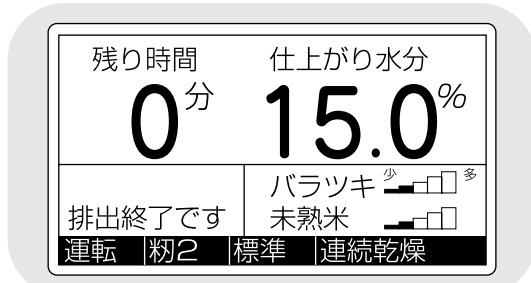 残り時間 仕上がり水分
0分 15.0%
バラツキ 少 多
排出終了です 未熟米
運転 籾2 標準 連続乾燥